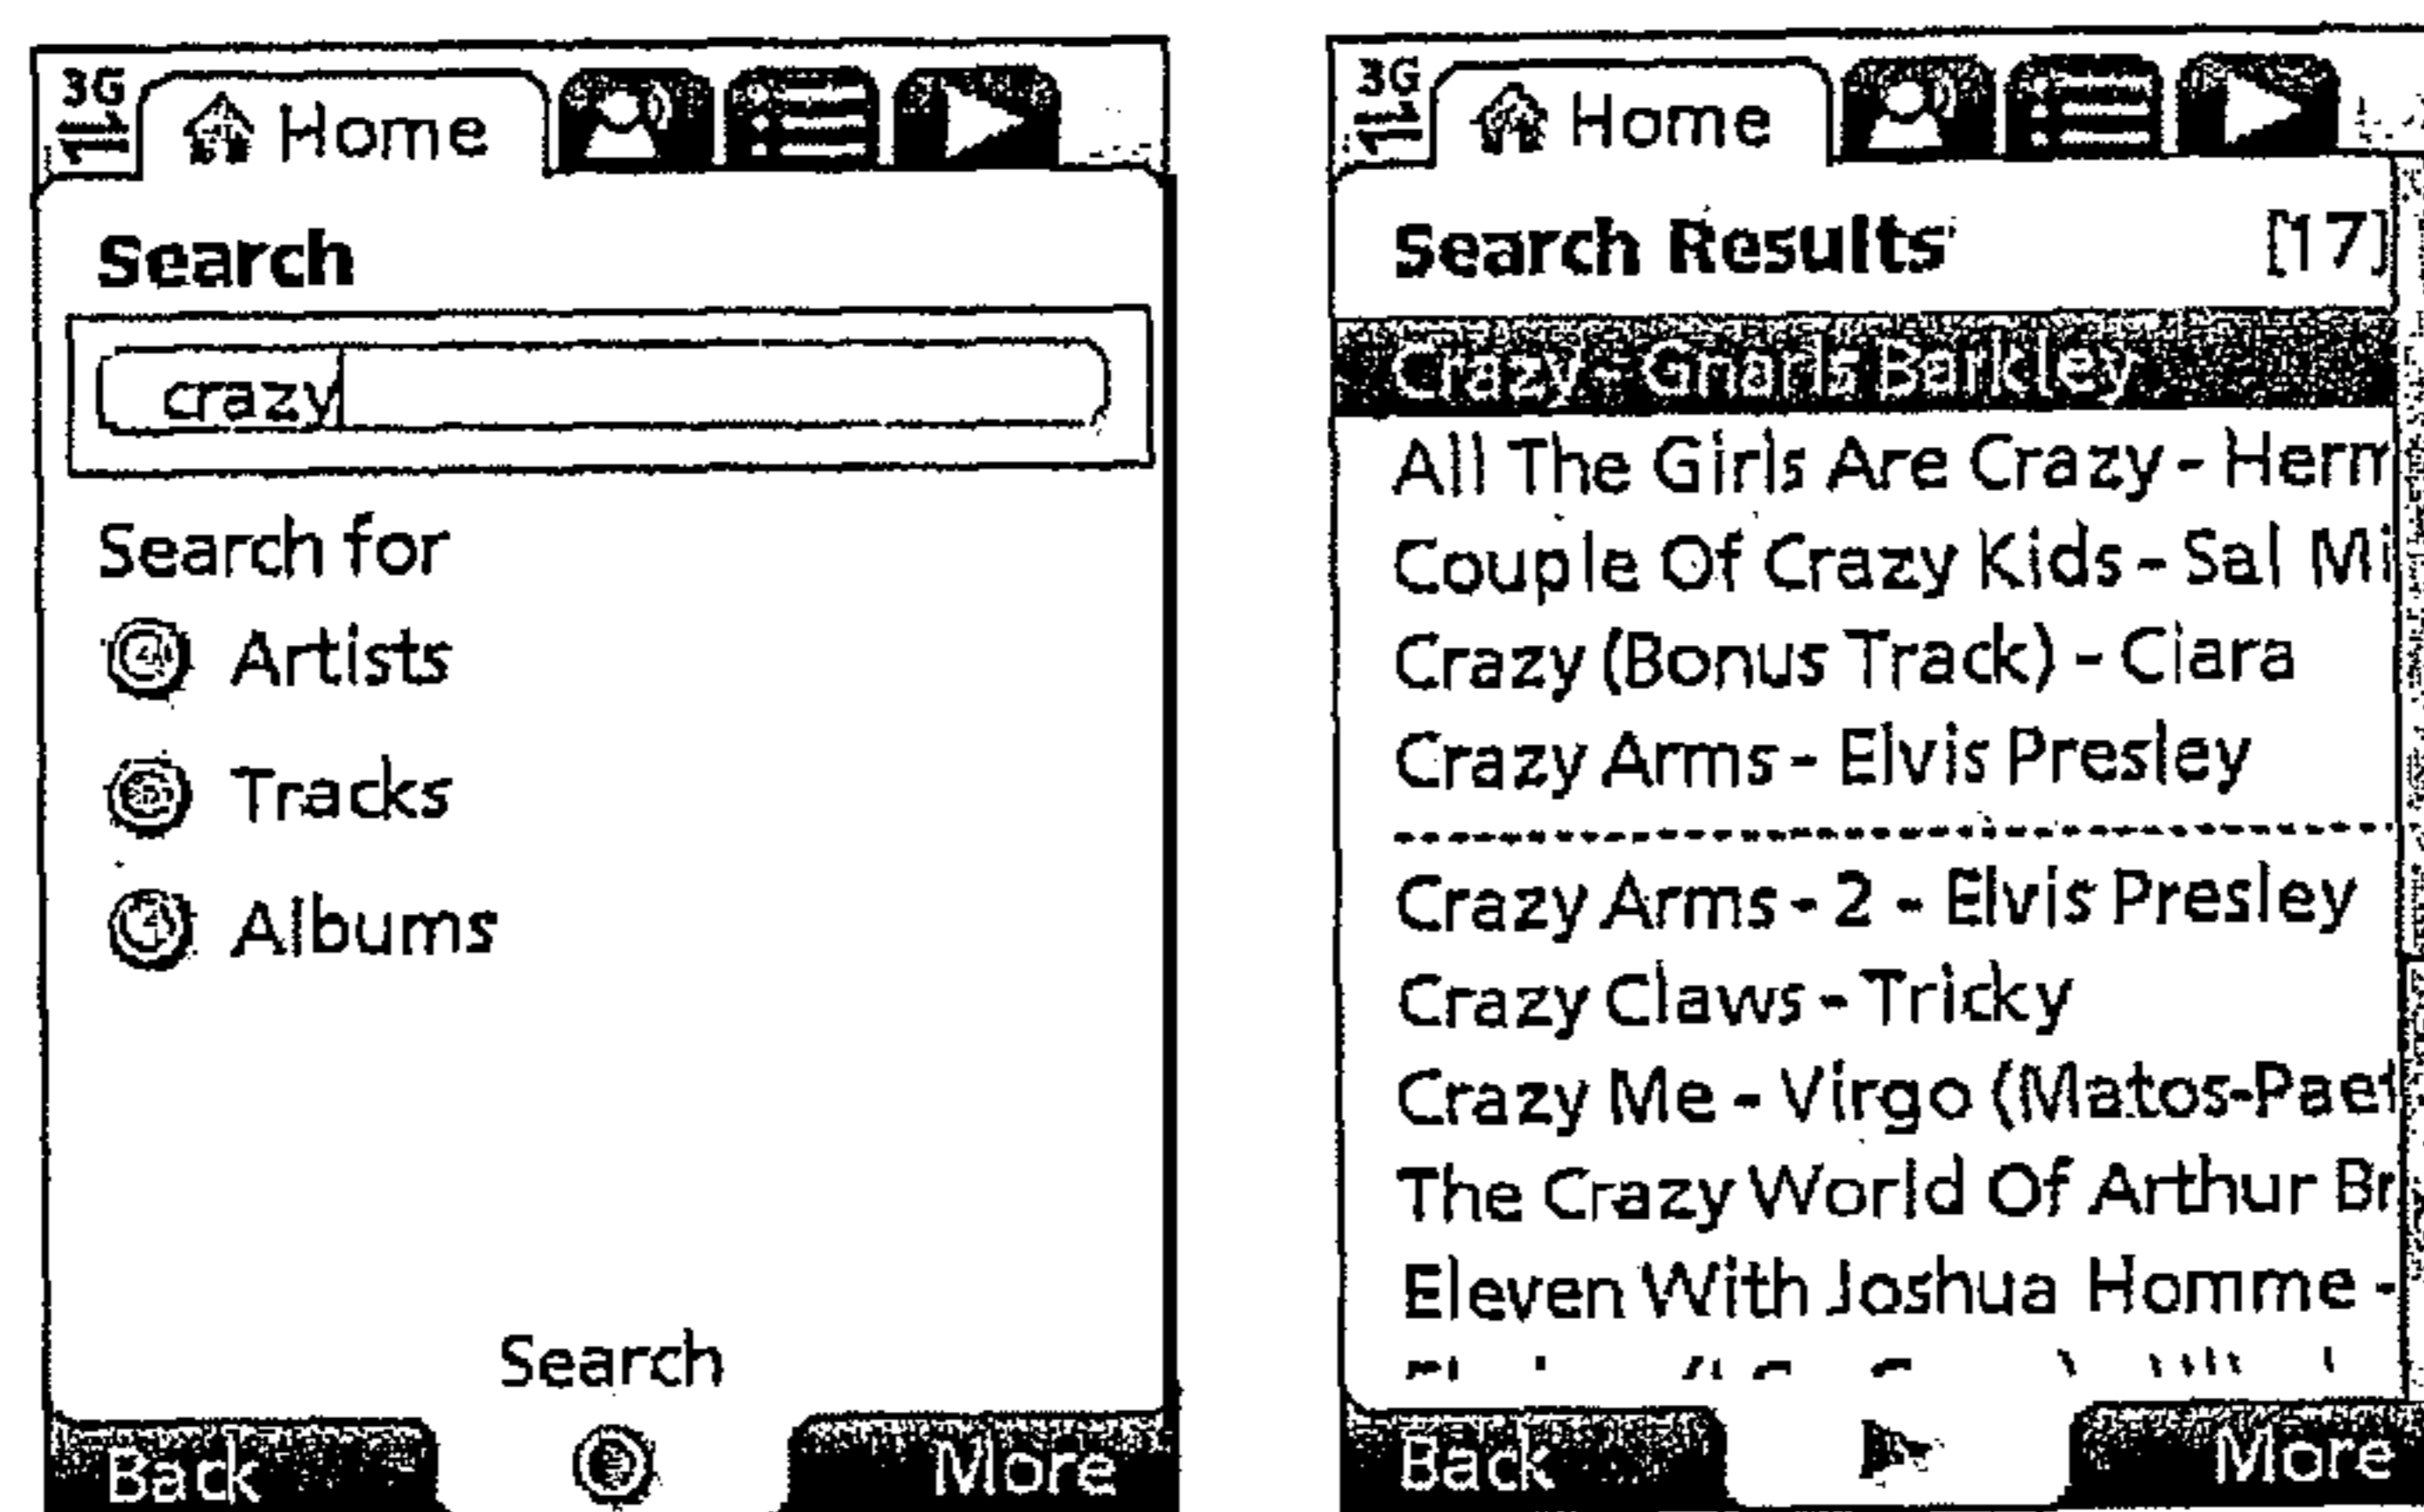 3G
Home
Search
crazy
Search for
Artists
Tracks
Albums
Search
Back
More
3G
Home
Search Results [17]
Crazy - Gnarls Barkley
All The Girls Are Crazy - Herm
Couple Of Crazy Kids - Sal Mi
Crazy (Bonus Track) - Ciara
Crazy Arms - Elvis Presley
Crazy Arms - 2 - Elvis Presley
Crazy Claws - Tricky
Crazy Me - Virgo (Matos-Paet
The Crazy World Of Arthur Br
Eleven With Joshua Homme -
Back
More